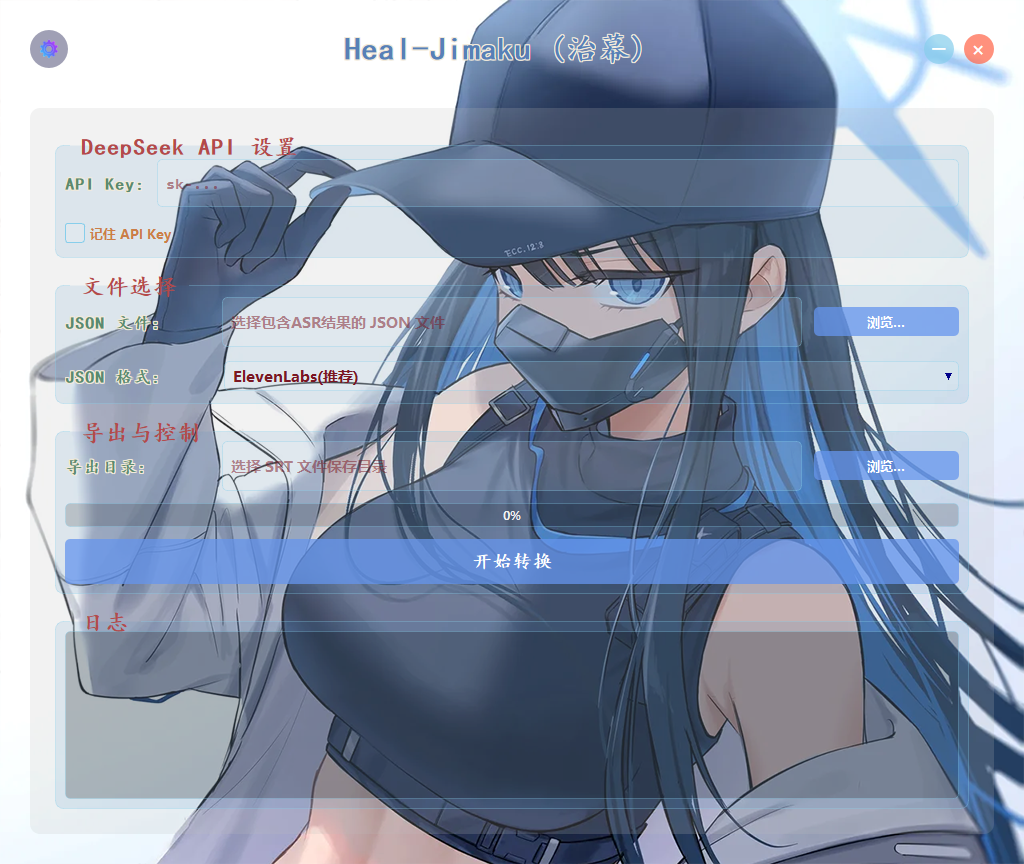 Heal-Jimaku (治幕)
DeepSeek API 设置
API Key: sk-...
记住 API Key
ECC.12:8
文件选择
JSON 文件: 选择包含ASR结果的 JSON 文件 浏览...
JSON 格式: ElevenLabs(推荐)
导出与控制
导出目录: 选择 SRT 文件保存目录 浏览...
0%
开始转换
日志